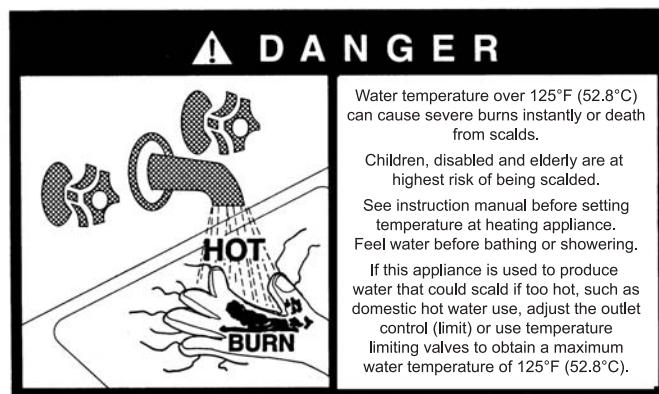 DANGER
HOT
BURN
Water temperature over 125°F (52.8°C)
can cause severe burns instantly or death
from scalds.
Children, disabled and elderly are at
highest risk of being scalded.
See instruction manual before setting
temperature at heating appliance.
Feel water before bathing or showering.
If this appliance is used to produce
water that could scald if too hot, such as
domestic hot water use, adjust the outlet
control (limit) or use temperature
limiting valves to obtain a maximum
water temperature of 125°F (52.8°C).